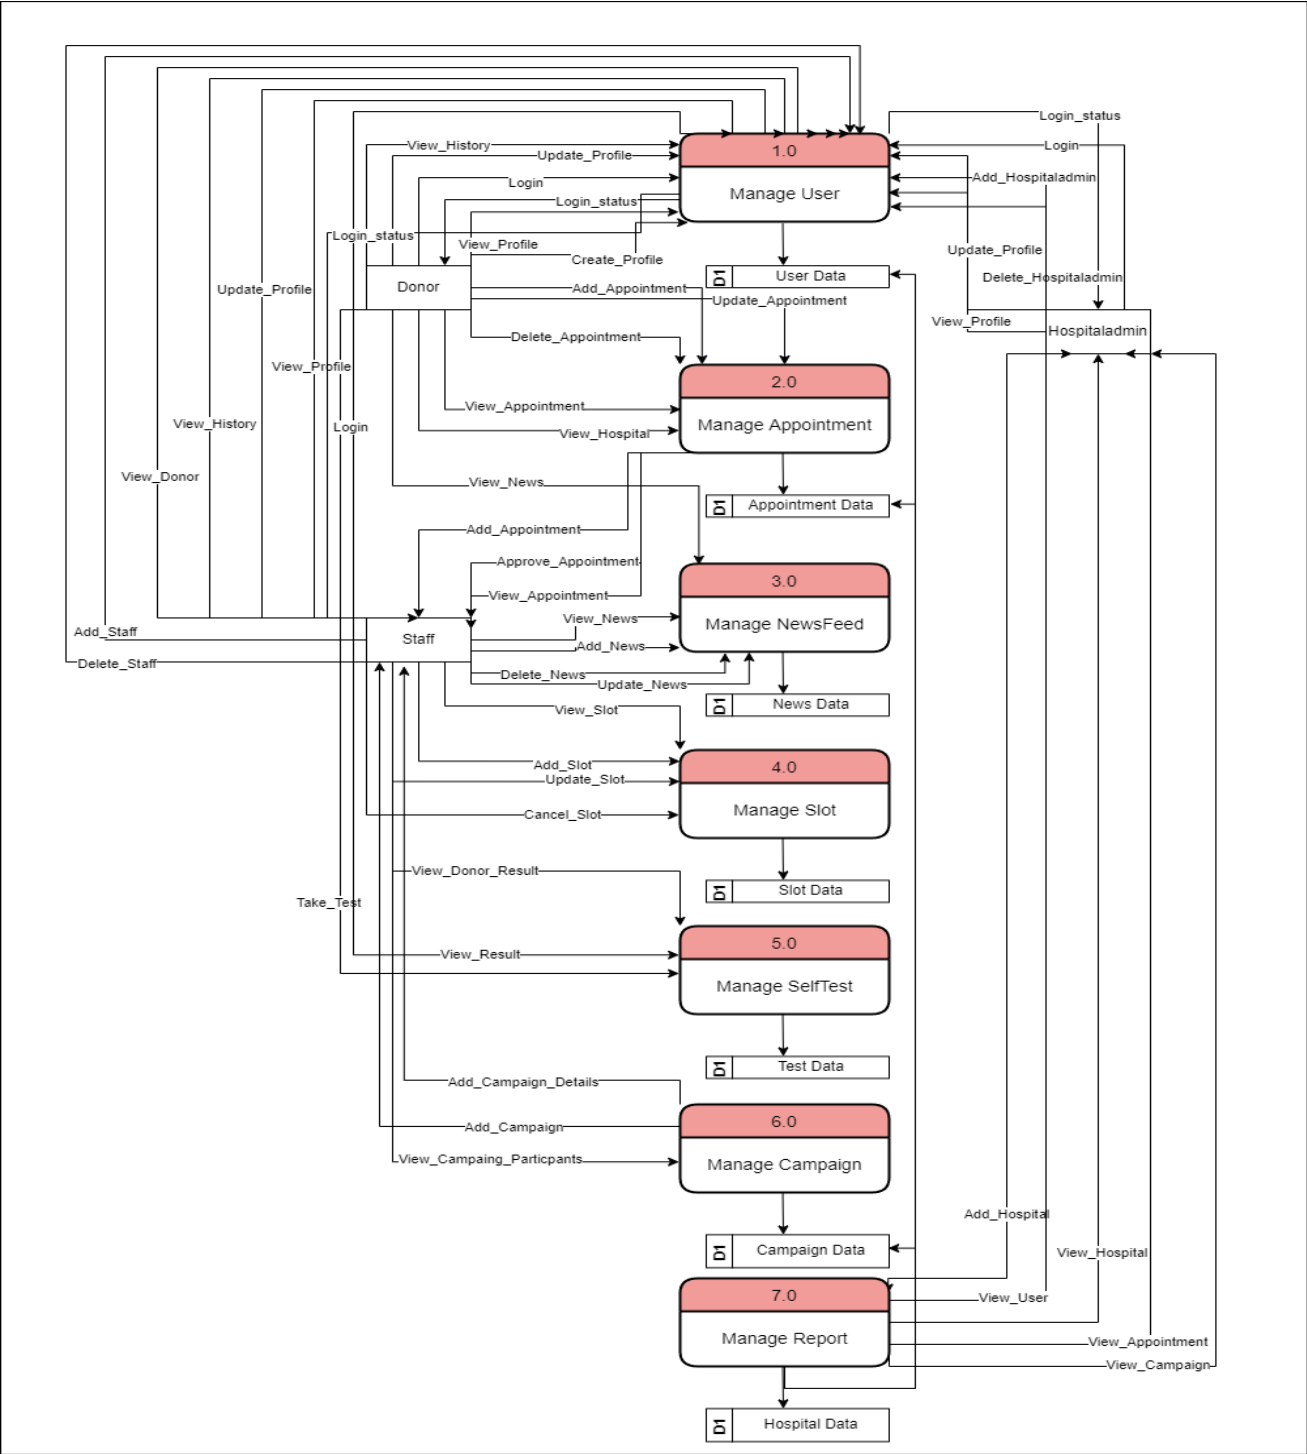 Login_status
View_History
Login
Update_Profile
1.0
Add_Hospitaladmin
Login
Manage User
Login_status
Login_status
View_Profile
Update_Profile
Create_Profile
D1
User Data
Delete_Hospitaladmin
Donor
Add_Appointment
Update_Profile
Update_Appointment
View_Profile
Hospitaladmin
Delete_Appointment
View_Profile
2.0
View_Appointment
View_History
Login
View_Hospital
Manage Appointment
View_Donor
View_News
D1
Appointment Data
Add_Appointment
Approve_Appointment
3.0
View_Appointment
View_News
Manage NewsFeed
Add_Staff
Staff
Add_News
Delete_Staff
Delete_News
Update_News
D1
News Data
View_Slot
Add_Slot
4.0
Update_Slot
Cancel_Slot
Manage Slot
View_Donor_Result
D1
Slot Data
Take_Test
5.0
View_Result
Manage SelfTest
D1
Test Data
Add_Campaign_Details
6.0
Add_Campaign
View_Campaing_Particpants
Manage Campaign
Add_Hospital
D1
Campaign Data
View_Hospital
7.0
View_User
Manage Report
View_Appointment
View_Campaign
D1
Hospital Data